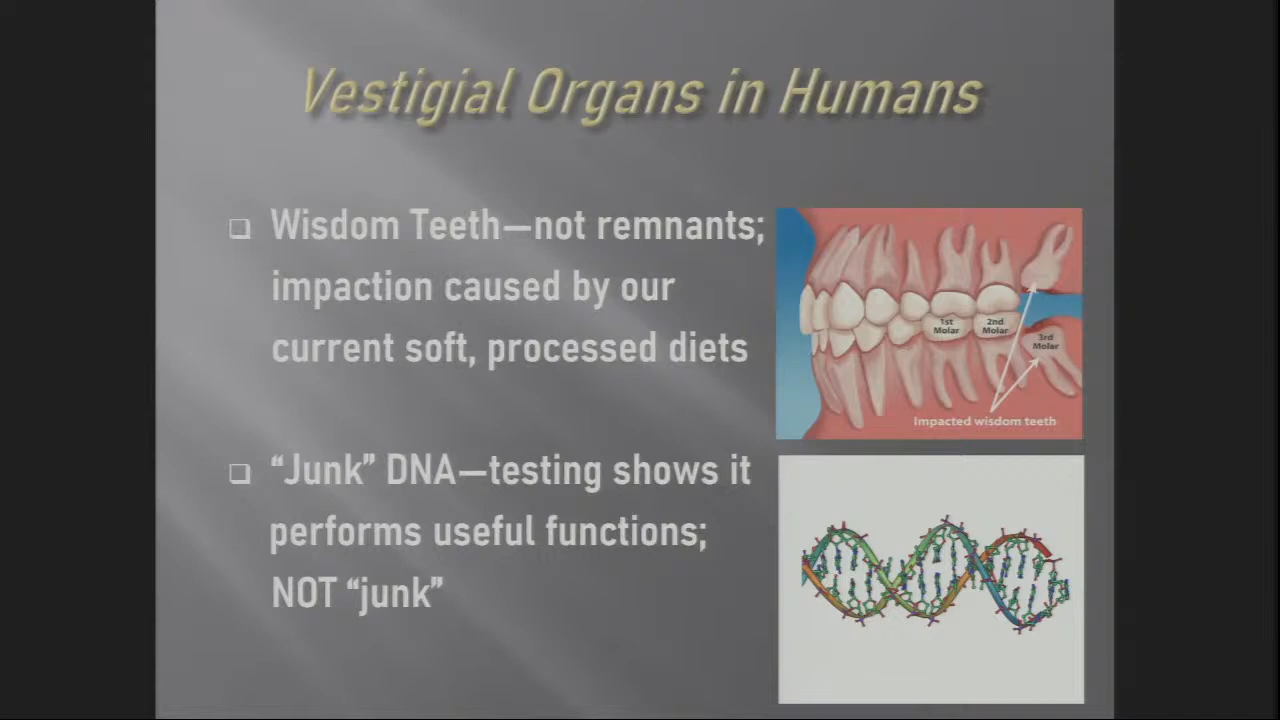 Vestigial Organs in Humans
❑ Wisdom Teeth—not remnants;
impaction caused by our
current soft, processed diets
1st
Molar
2nd
Molar
3rd
Molar
Impacted wisdom teeth
❑ “Junk” DNA—testing shows it
performs useful functions;
NOT “junk”